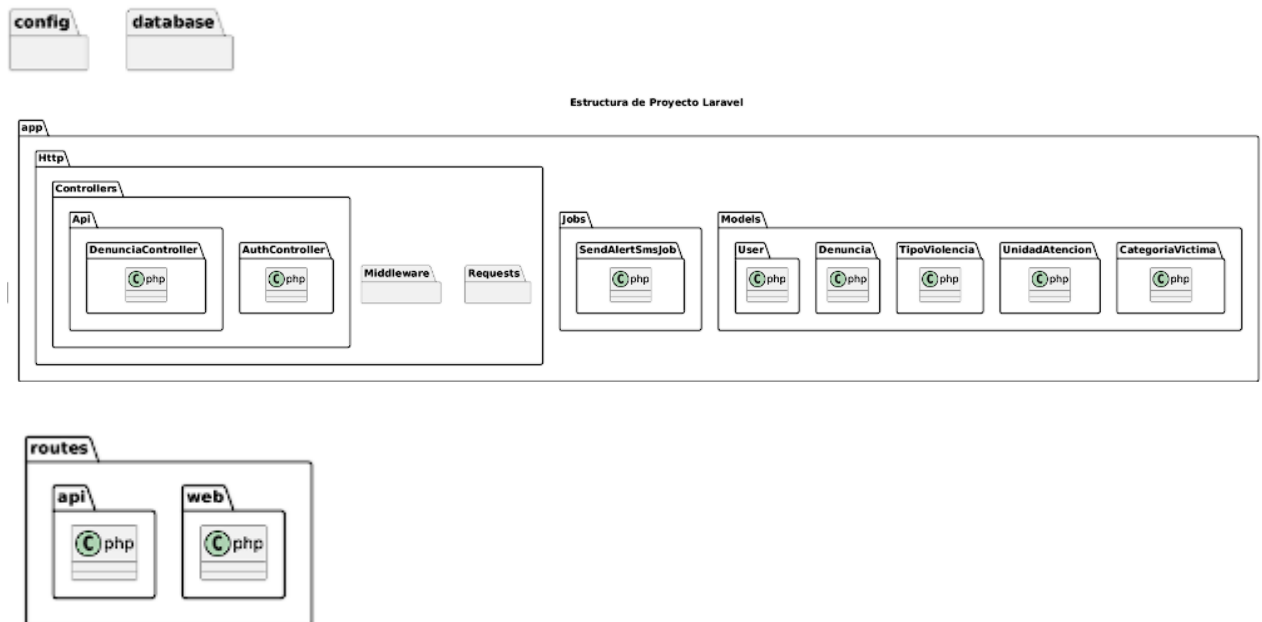 config database
Estructura de Proyecto Laravel
app
Http
Controllers
Api Jobs Models
DenunciaController AuthController SendAlertSmsJob User Denuncia TipoViolencia UnidadAtencion CategoriaVictima
Middleware Requests
C php C php C php C php C php C php C php C php
routes
api web
C php C php